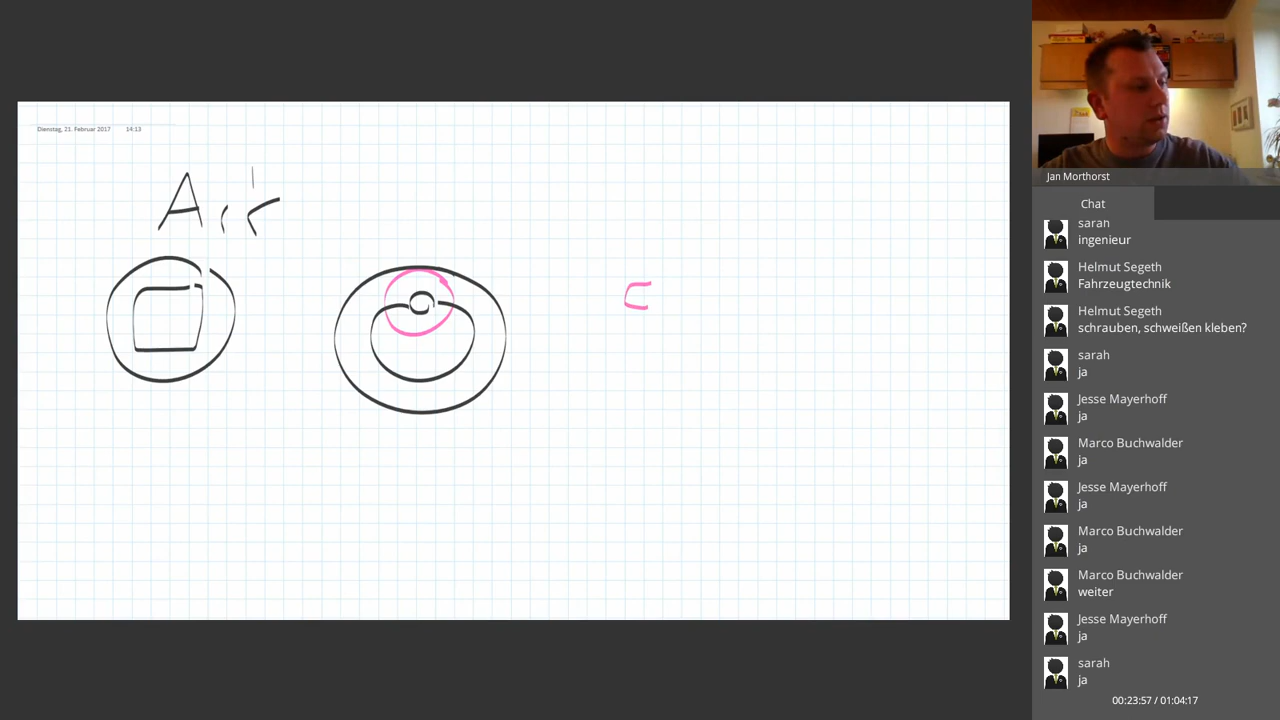 Dienstag, 21. Februar 2017 14:13
Jan Morthorst
Chat
sarah
ingenieur
Helmut Segeth
Fahrzeugtechnik
Helmut Segeth
schrauben, schweißen kleben?
sarah
ja
Jesse Mayerhoff
ja
Marco Buchwalder
ja
Jesse Mayerhoff
ja
Marco Buchwalder
ja
Marco Buchwalder
weiter
Jesse Mayerhoff
ja
sarah
ja
00:23:57 / 01:04:17